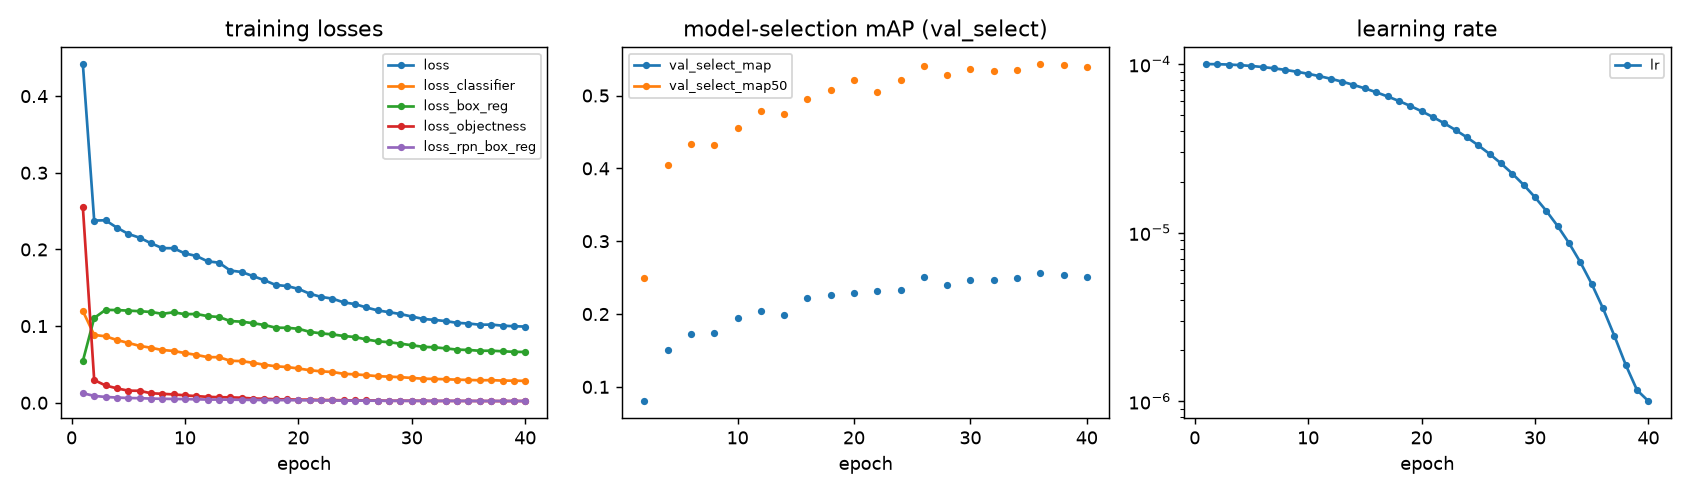 training losses
loss
loss_classifier
loss_box_reg
loss_objectness
loss_rpn_box_reg
0.4
0.3
0.2
0.1
0.0
0
10
20
30
40
epoch
model-selection mAP (val_select)
val_select_map
val_select_map50
0.5
0.4
0.3
0.2
0.1
10
20
30
40
epoch
learning rate
lr
10⁻⁴
10⁻⁵
10⁻⁶
0
10
20
30
40
epoch